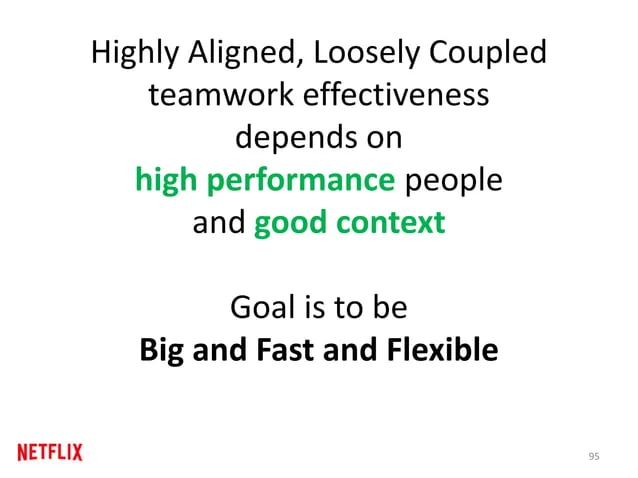 Highly Aligned, Loosely Coupled
teamwork effectiveness
depends on
high performance people
and good context
Goal is to be
Big and Fast and Flexible
NETFLIX
95